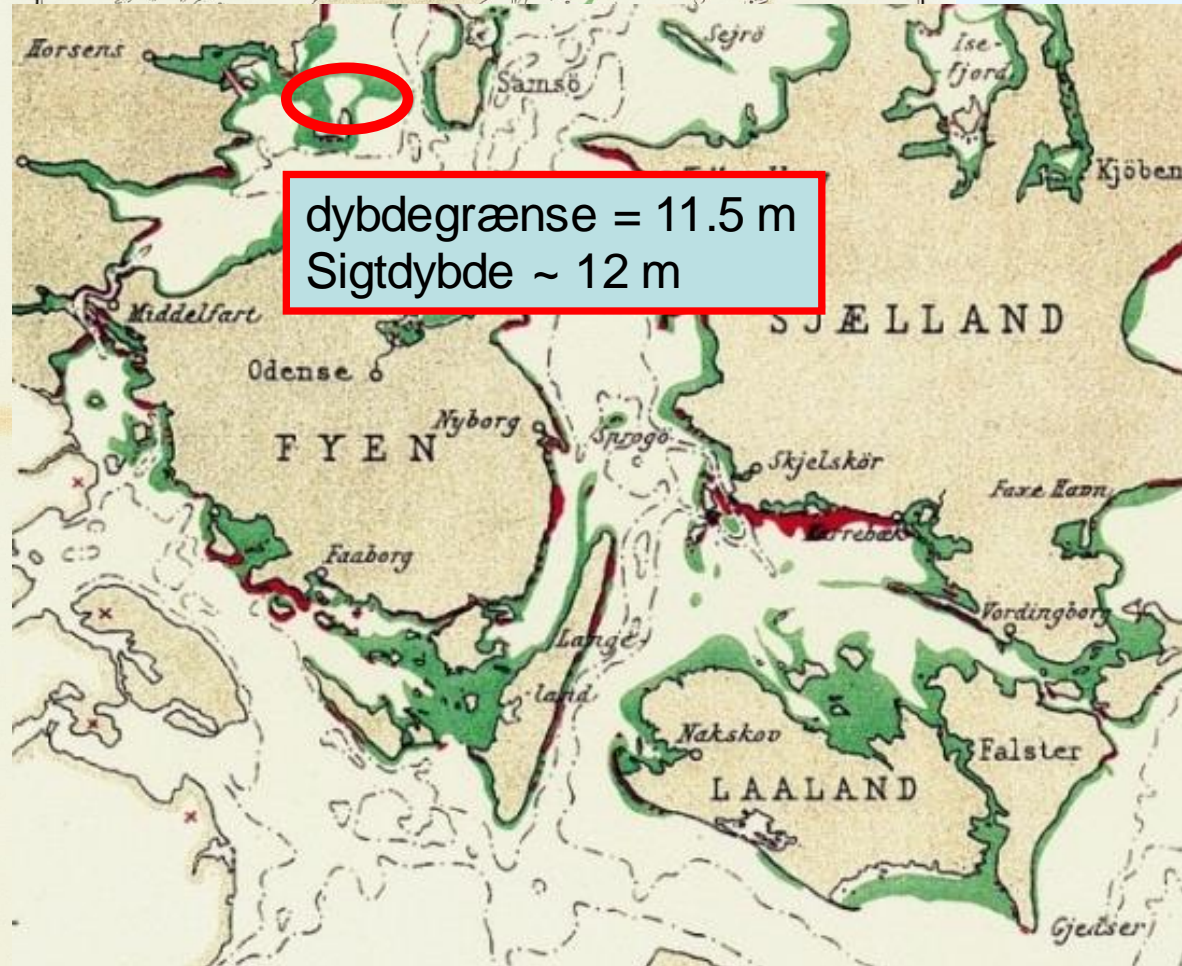 Horsens
Sejrö
Samsö
Ise-
fjord
Kjöben
dybdegrænse = 11.5 m
Sigtdybde ~ 12 m
Middelfart
SJÆLLAND
Odense
Nyborg
FYEN
Sprogö
Skjelskör
Faxe Havn
Faaborg
Vordingborg
Lange-
land
Nakskov
Falster
LAALAND
Gjedser